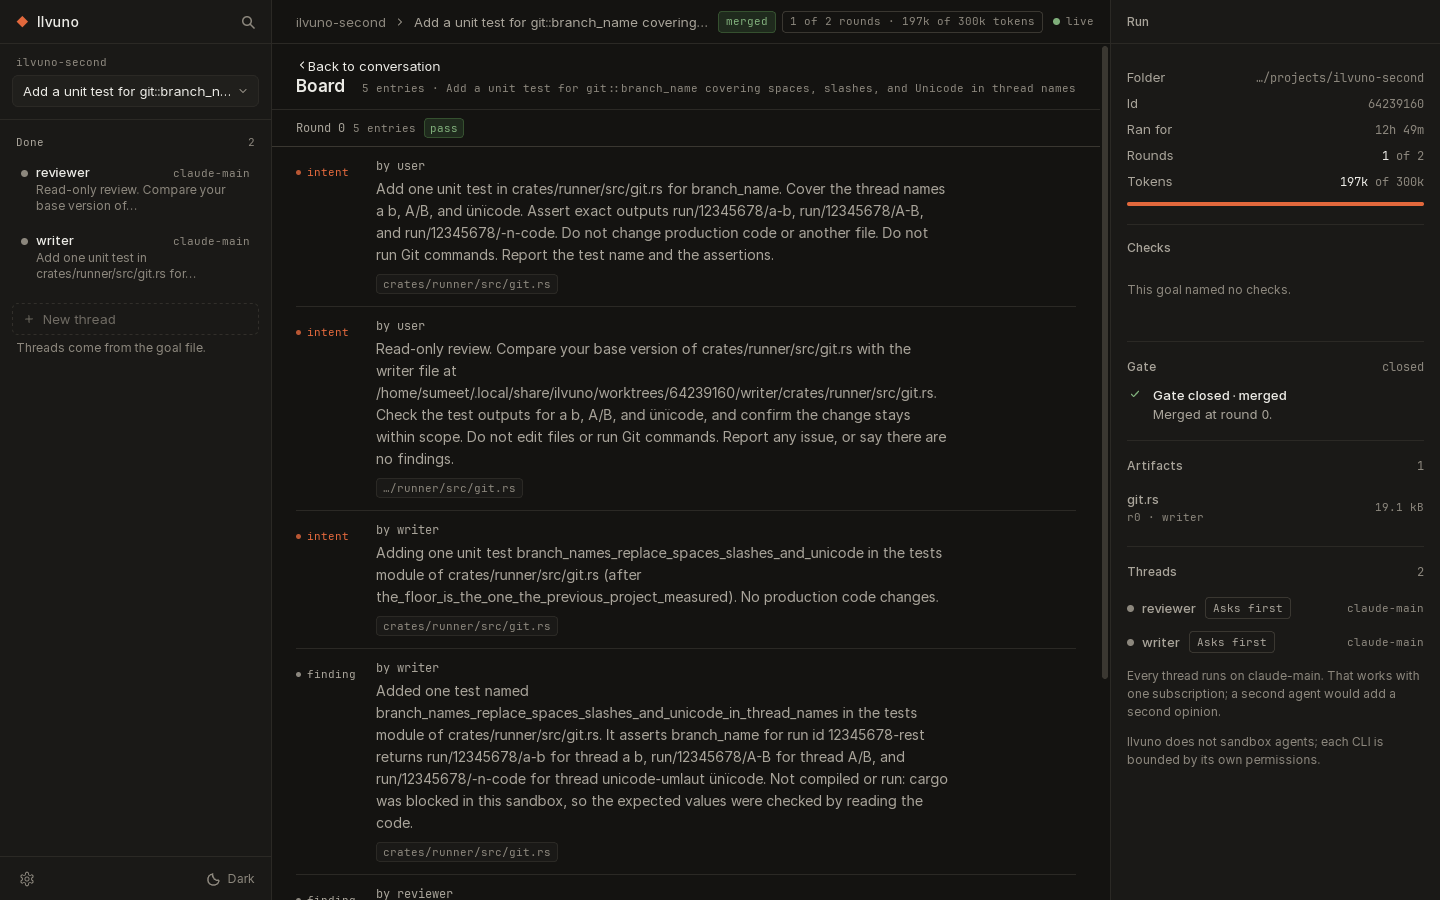 Ilvuno
ilvuno-second
Add a unit test for git::branch_n...
Done 2
reviewer claude-main
Read-only review. Compare your
base version of…
writer claude-main
Add one unit test in
crates/runner/src/git.rs for…
+ New thread
Threads come from the goal file.
Dark
ilvuno-second > Add a unit test for git::branch_name covering... merged 1 of 2 rounds · 197k of 300k tokens live
Back to conversation
Board 5 entries · Add a unit test for git::branch_name covering spaces, slashes, and Unicode in thread names
Round 0 5 entries pass
intent by user
Add one unit test in crates/runner/src/git.rs for branch_name. Cover the thread names
a b, A/B, and ünïcode. Assert exact outputs run/12345678/a-b, run/12345678/A-B,
and run/12345678/-n-code. Do not change production code or another file. Do not
run Git commands. Report the test name and the assertions.
crates/runner/src/git.rs
intent by user
Read-only review. Compare your base version of crates/runner/src/git.rs with the
writer file at
/home/sumeet/.local/share/ilvuno/worktrees/64239160/writer/crates/runner/src/git.rs.
Check the test outputs for a b, A/B, and ünïcode, and confirm the change stays
within scope. Do not edit files or run Git commands. Report any issue, or say there are
no findings.
…/runner/src/git.rs
intent by writer
Adding one unit test branch_names_replace_spaces_slashes_and_unicode in the tests
module of crates/runner/src/git.rs (after
the_floor_is_the_one_the_previous_project_measured). No production code changes.
crates/runner/src/git.rs
finding by writer
Added one test named
branch_names_replace_spaces_slashes_and_unicode_in_thread_names in the tests
module of crates/runner/src/git.rs. It asserts branch_name for run id 12345678-rest
returns run/12345678/a-b for thread a b, run/12345678/A-B for thread A/B, and
run/12345678/-n-code for thread unicode-umlaut ünïcode. Not compiled or run: cargo
was blocked in this sandbox, so the expected values were checked by reading the
code.
crates/runner/src/git.rs
finding by reviewer
Run
Folder …/projects/ilvuno-second
Id 64239160
Ran for 12h 49m
Rounds 1 of 2
Tokens 197k of 300k
Checks
This goal named no checks.
Gate closed
Gate closed · merged
Merged at round 0.
Artifacts 1
git.rs 19.1 kB
r0 · writer
Threads 2
reviewer Asks first claude-main
writer Asks first claude-main
Every thread runs on claude-main. That works with
one subscription; a second agent would add a
second opinion.
Ilvuno does not sandbox agents; each CLI is
bounded by its own permissions.